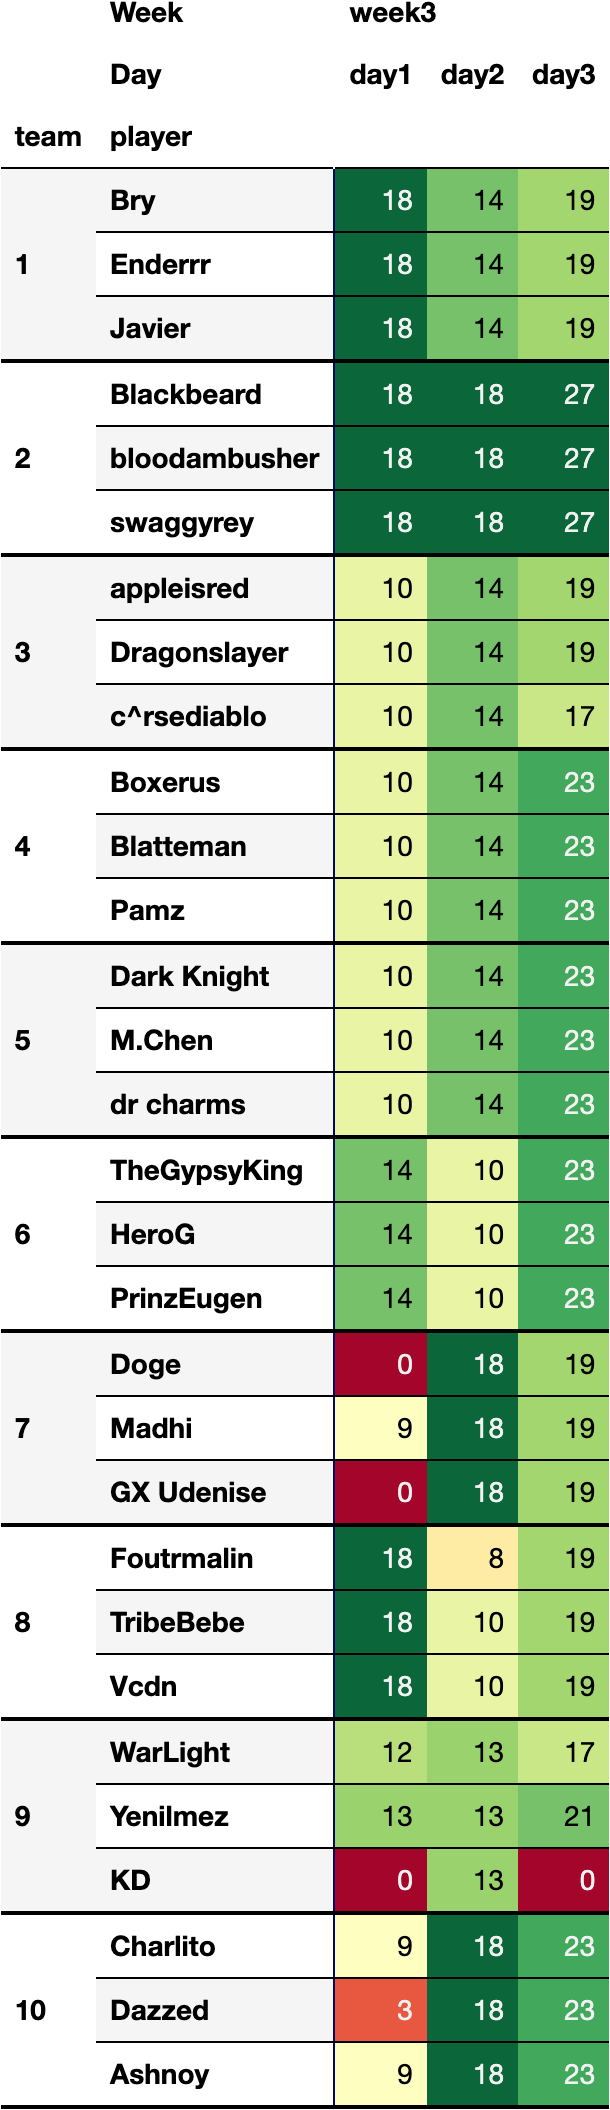 Week week3
Day day1 day2 day3
team player
Bry 18 14 19
1 Enderrr 18 14 19
Javier 18 14 19
Blackbeard 18 18 27
2 bloodambusher 18 18 27
swaggyrey 18 18 27
appleisred 10 14 19
3 Dragonslayer 10 14 19
c^rsediablo 10 14 17
Boxerus 10 14 23
4 Blatteman 10 14 23
Pamz 10 14 23
Dark Knight 10 14 23
5 M.Chen 10 14 23
dr charms 10 14 23
TheGypsyKing 14 10 23
6 HeroG 14 10 23
PrinzEugen 14 10 23
Doge 0 18 19
7 Madhi 9 18 19
GX Udenise 0 18 19
Foutrmalin 18 8 19
8 TribeBebe 18 10 19
Vcdn 18 10 19
WarLight 12 13 17
9 Yenilmez 13 13 21
KD 0 13 0
Charlito 9 18 23
10 Dazzed 3 18 23
Ashnoy 9 18 23